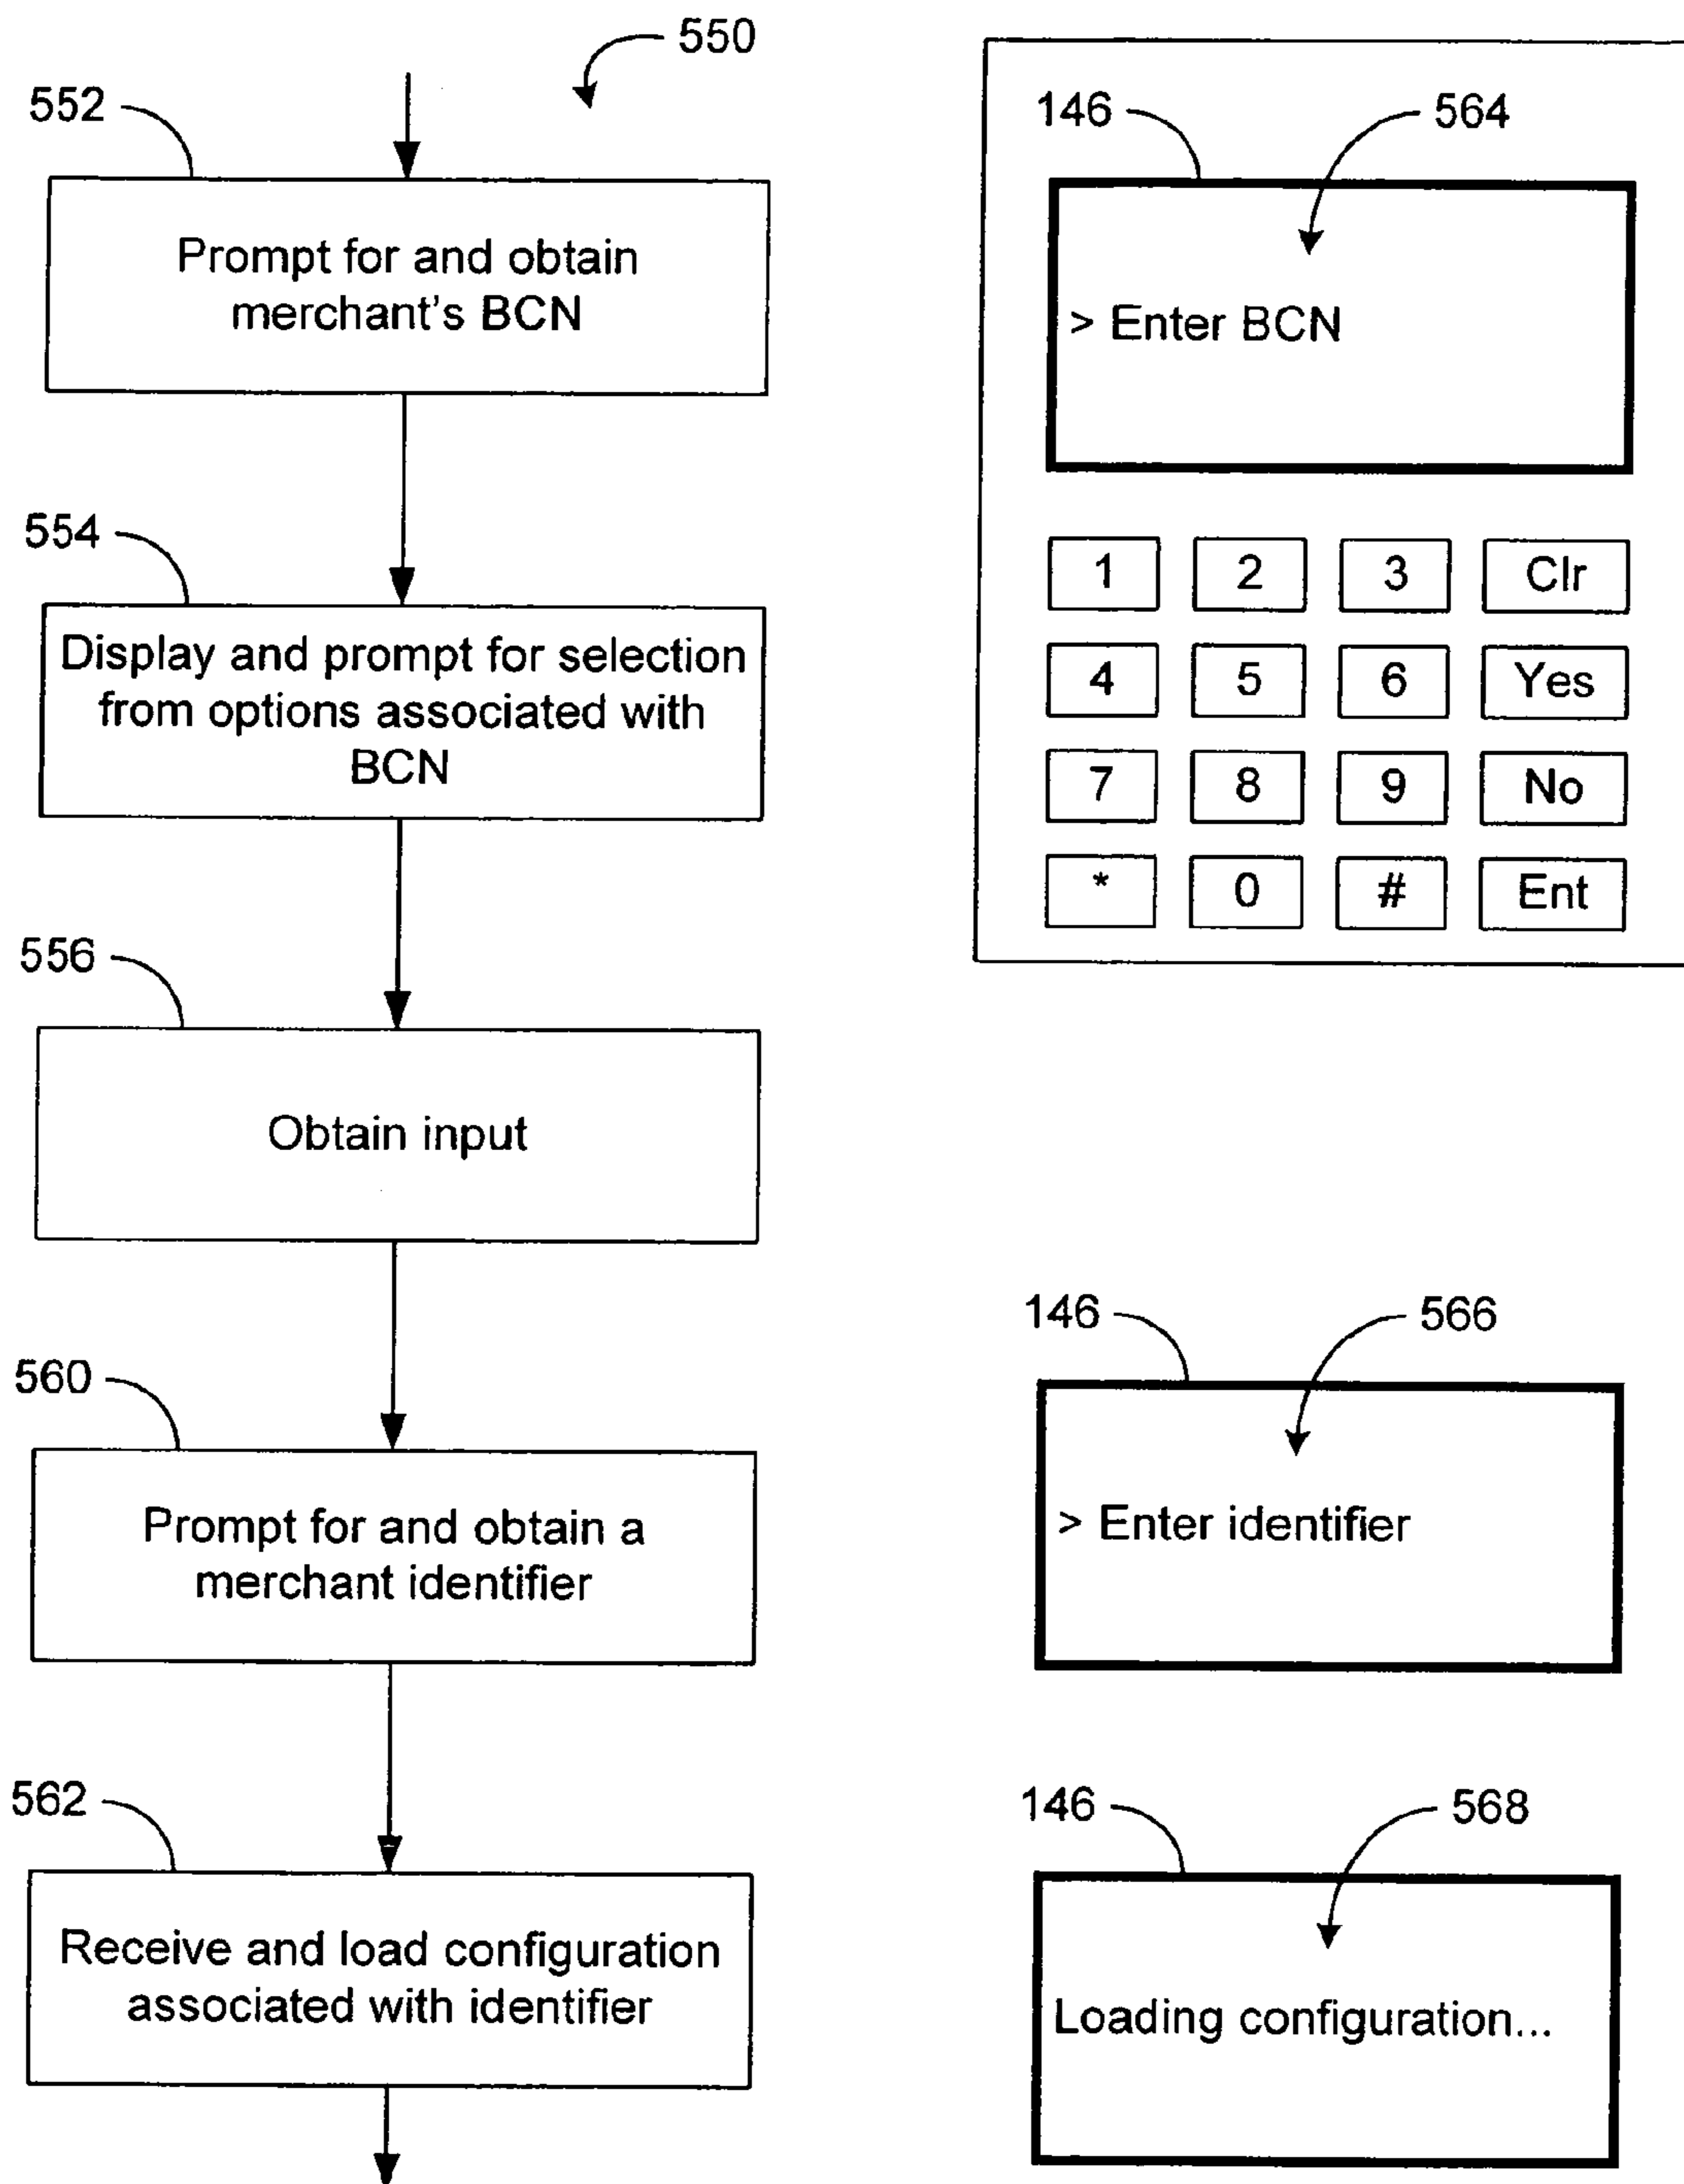 550
552
Prompt for and obtain
merchant's BCN
554
Display and prompt for selection
from options associated with
BCN
556
Obtain input
560
Prompt for and obtain a
merchant identifier
562
Receive and load configuration
associated with identifier
146
564
> Enter BCN
1 2 3 Clr
4 5 6 Yes
7 8 9 No
* 0 # Ent
146
566
> Enter identifier
146
568
Loading configuration...